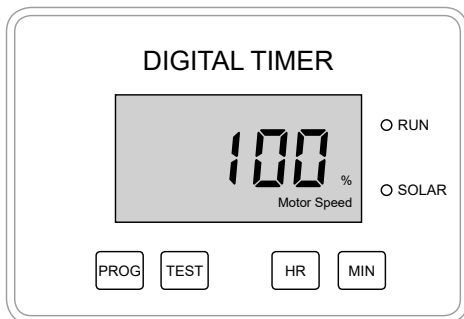 DIGITAL TIMER
100 %
Motor Speed
RUN
SOLAR
PROG TEST HR MIN